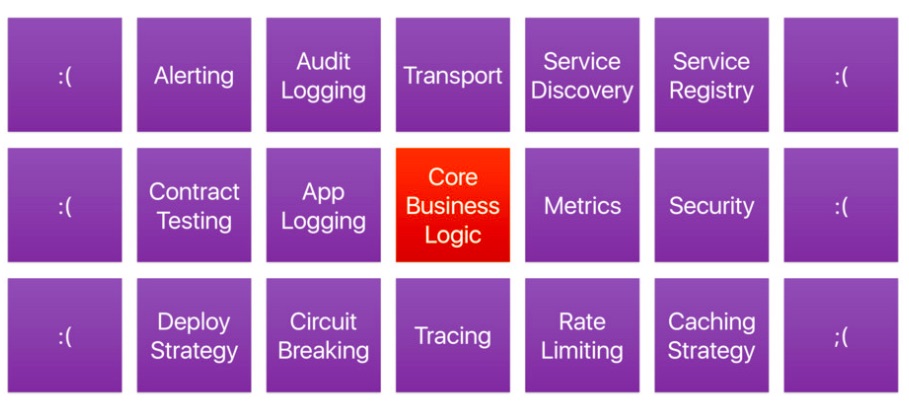 :(
Alerting
Audit
Logging
Transport
Service
Discovery
Service
Registry
:(
:(
Contract
Testing
App
Logging
Core
Business
Logic
Metrics
Security
:(
:(
Deploy
Strategy
Circuit
Breaking
Tracing
Rate
Limiting
Caching
Strategy
;(